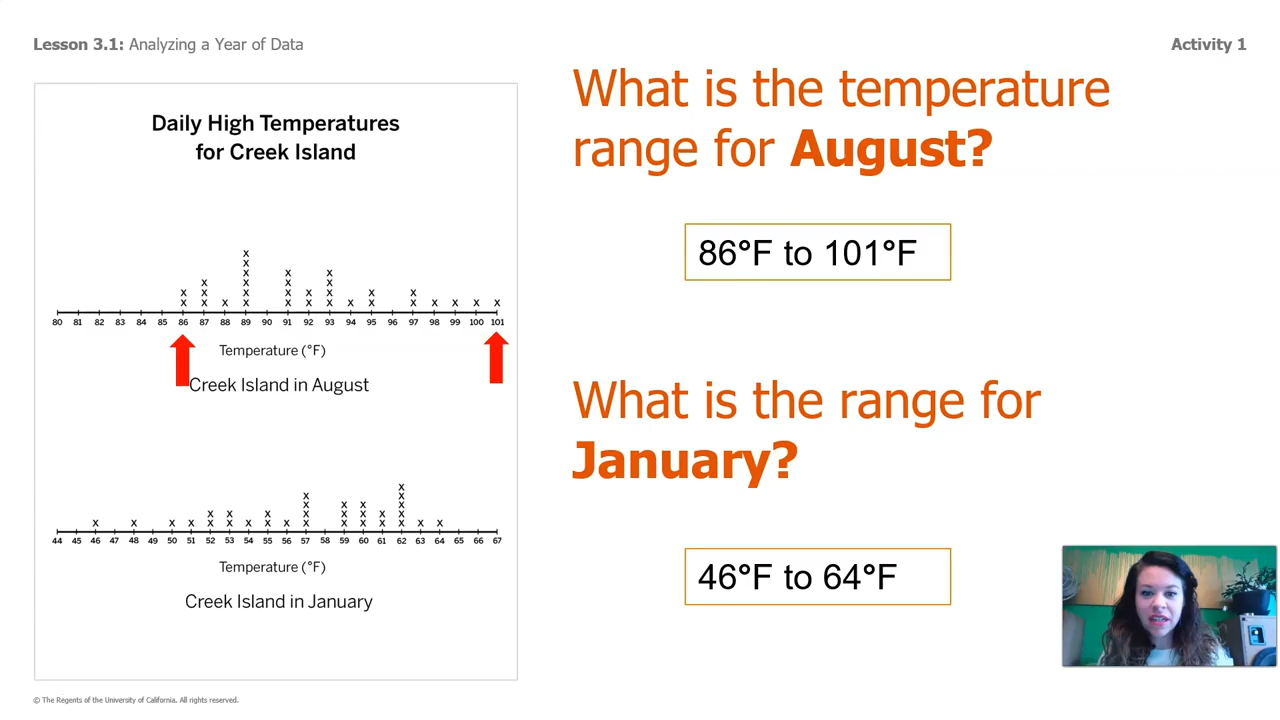 Lesson 3.1: Analyzing a Year of Data
Activity 1
Daily High Temperatures
for Creek Island
80 81 82 83 84 85 86 87 88 89 90 91 92 93 94 95 96 97 98 99 100 101
Temperature (°F)
Creek Island in August
44 45 46 47 48 49 50 51 52 53 54 55 56 57 58 59 60 61 62 63 64 65 66 67
Temperature (°F)
Creek Island in January
What is the temperature
range for August?
86°F to 101°F
What is the range for
January?
46°F to 64°F
© The Regents of the University of California. All rights reserved.